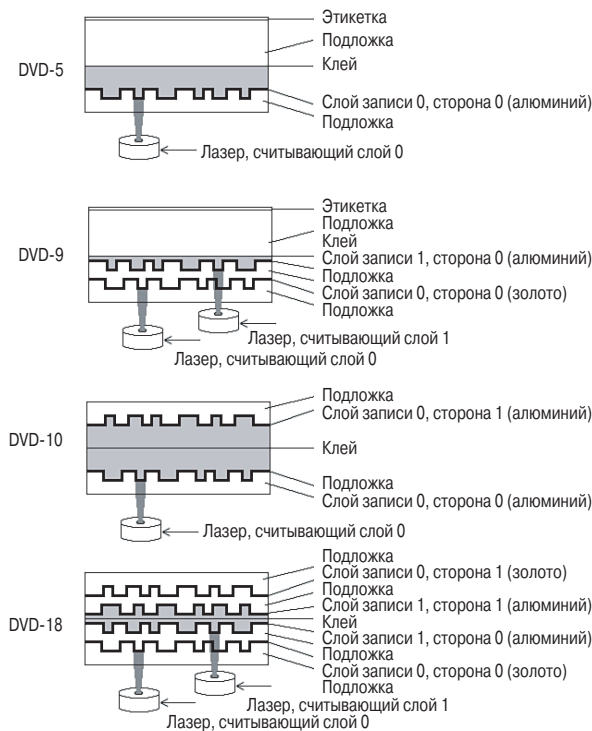 Этикетка
Подложка
DVD-5
Клей
Слой записи 0, сторона 0 (алюминий)
Подложка
Лазер, считывающий слой 0
Этикетка
Подложка
Клей
DVD-9
Слой записи 1, сторона 0 (алюминий)
Подложка
Слой записи 0, сторона 0 (золото)
Подложка
Лазер, считывающий слой 1
Лазер, считывающий слой 0
Подложка
Слой записи 0, сторона 1 (алюминий)
DVD-10
Клей
Подложка
Слой записи 0, сторона 0 (алюминий)
Лазер, считывающий слой 0
Подложка
Слой записи 0, сторона 1 (золото)
Подложка
Слой записи 1, сторона 1 (алюминий)
DVD-18
Клей
Слой записи 1, сторона 0 (алюминий)
Подложка
Слой записи 0, сторона 0 (золото)
Подложка
Лазер, считывающий слой 1
Лазер, считывающий слой 0